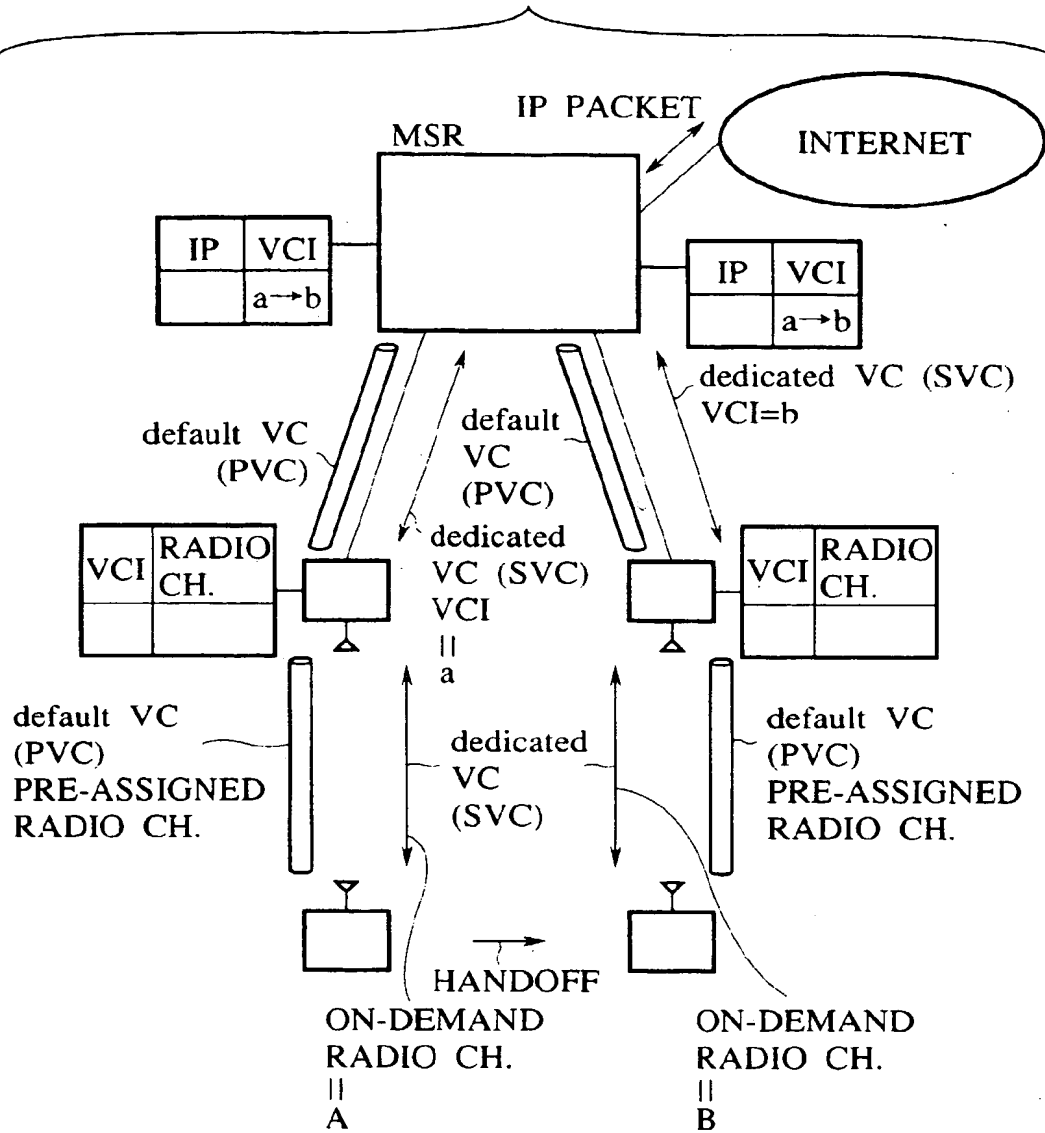 IP PACKET
MSR
INTERNET
IP VCI
a→b
IP VCI
a→b
dedicated VC (SVC)
VCI=b
default VC
(PVC)
default
VC
(PVC)
dedicated
VC (SVC)
VCI
||
a
VCI RADIO
CH.
VCI RADIO
CH.
default VC
(PVC)
PRE-ASSIGNED
RADIO CH.
dedicated
VC
(SVC)
default VC
(PVC)
PRE-ASSIGNED
RADIO CH.
HANDOFF
ON-DEMAND
RADIO CH.
||
A
ON-DEMAND
RADIO CH.
||
B